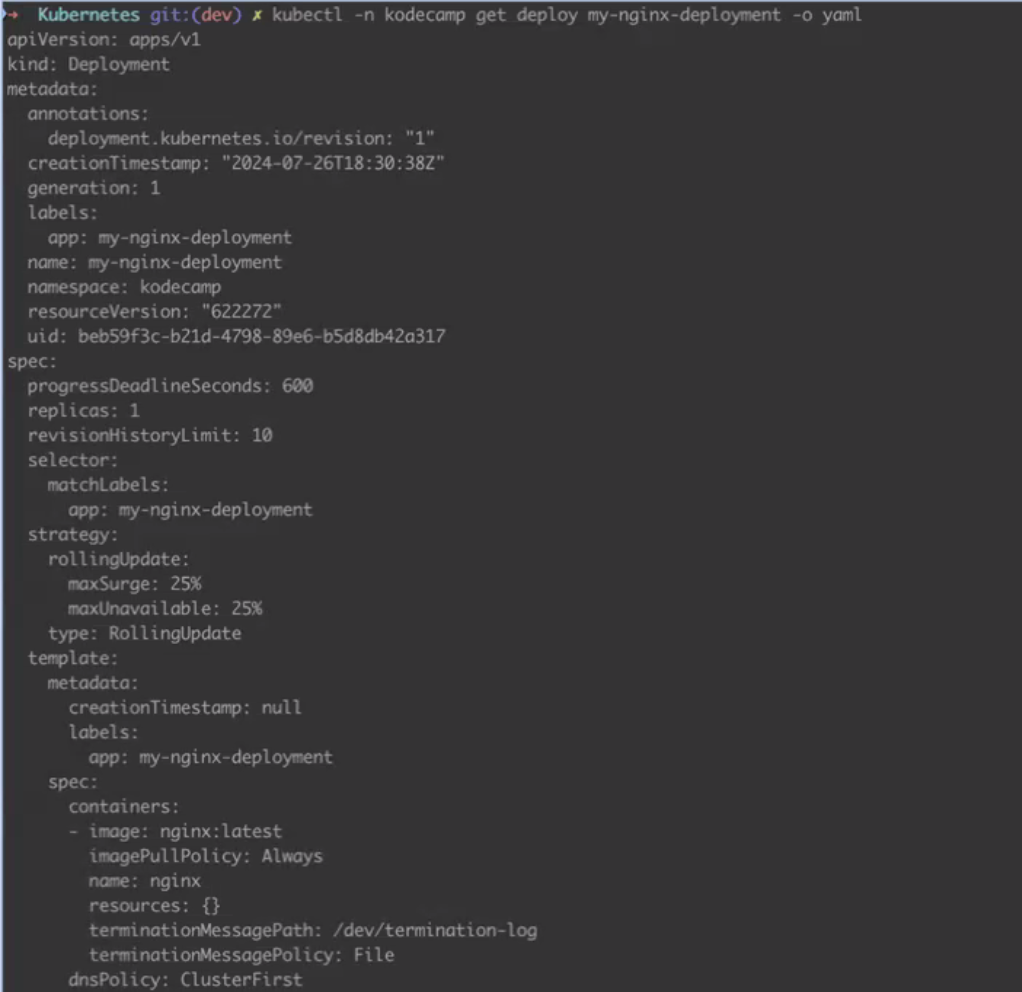 → Kubernetes git:(dev) ✗ kubectl -n kodecamp get deploy my-nginx-deployment -o yaml
apiVersion: apps/v1
kind: Deployment
metadata:
  annotations:
    deployment.kubernetes.io/revision: "1"
  creationTimestamp: "2024-07-26T18:30:38Z"
  generation: 1
  labels:
    app: my-nginx-deployment
  name: my-nginx-deployment
  namespace: kodecamp
  resourceVersion: "622272"
  uid: beb59f3c-b21d-4798-89e6-b5d8db42a317
spec:
  progressDeadlineSeconds: 600
  replicas: 1
  revisionHistoryLimit: 10
  selector:
    matchLabels:
      app: my-nginx-deployment
  strategy:
    rollingUpdate:
      maxSurge: 25%
      maxUnavailable: 25%
    type: RollingUpdate
  template:
    metadata:
      creationTimestamp: null
      labels:
        app: my-nginx-deployment
    spec:
      containers:
      - image: nginx:latest
        imagePullPolicy: Always
        name: nginx
        resources: {}
        terminationMessagePath: /dev/termination-log
        terminationMessagePolicy: File
      dnsPolicy: ClusterFirst